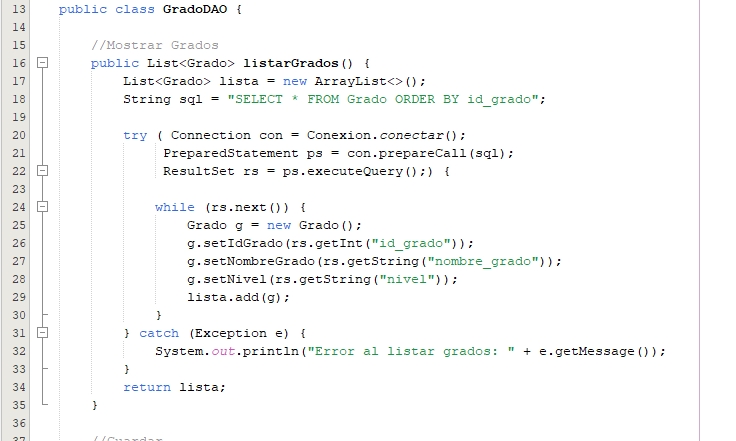 13 public class GradoDAO {
14
15 //Mostrar Grados
16 public List<Grado> listarGrados() {
17 List<Grado> lista = new ArrayList<>();
18 String sql = "SELECT * FROM Grado ORDER BY id_grado";
19
20 try ( Connection con = Conexion.conectar();
21 PreparedStatement ps = con.prepareCall(sql);
22 ResultSet rs = ps.executeQuery();) {
23
24 while (rs.next()) {
25 Grado g = new Grado();
26 g.setIdGrado(rs.getInt("id_grado"));
27 g.setNombreGrado(rs.getString("nombre_grado"));
28 g.setNivel(rs.getString("nivel"));
29 lista.add(g);
30 }
31 } catch (Exception e) {
32 System.out.println("Error al listar grados: " + e.getMessage());
33 }
34 return lista;
35 }
36
37 //Guardar